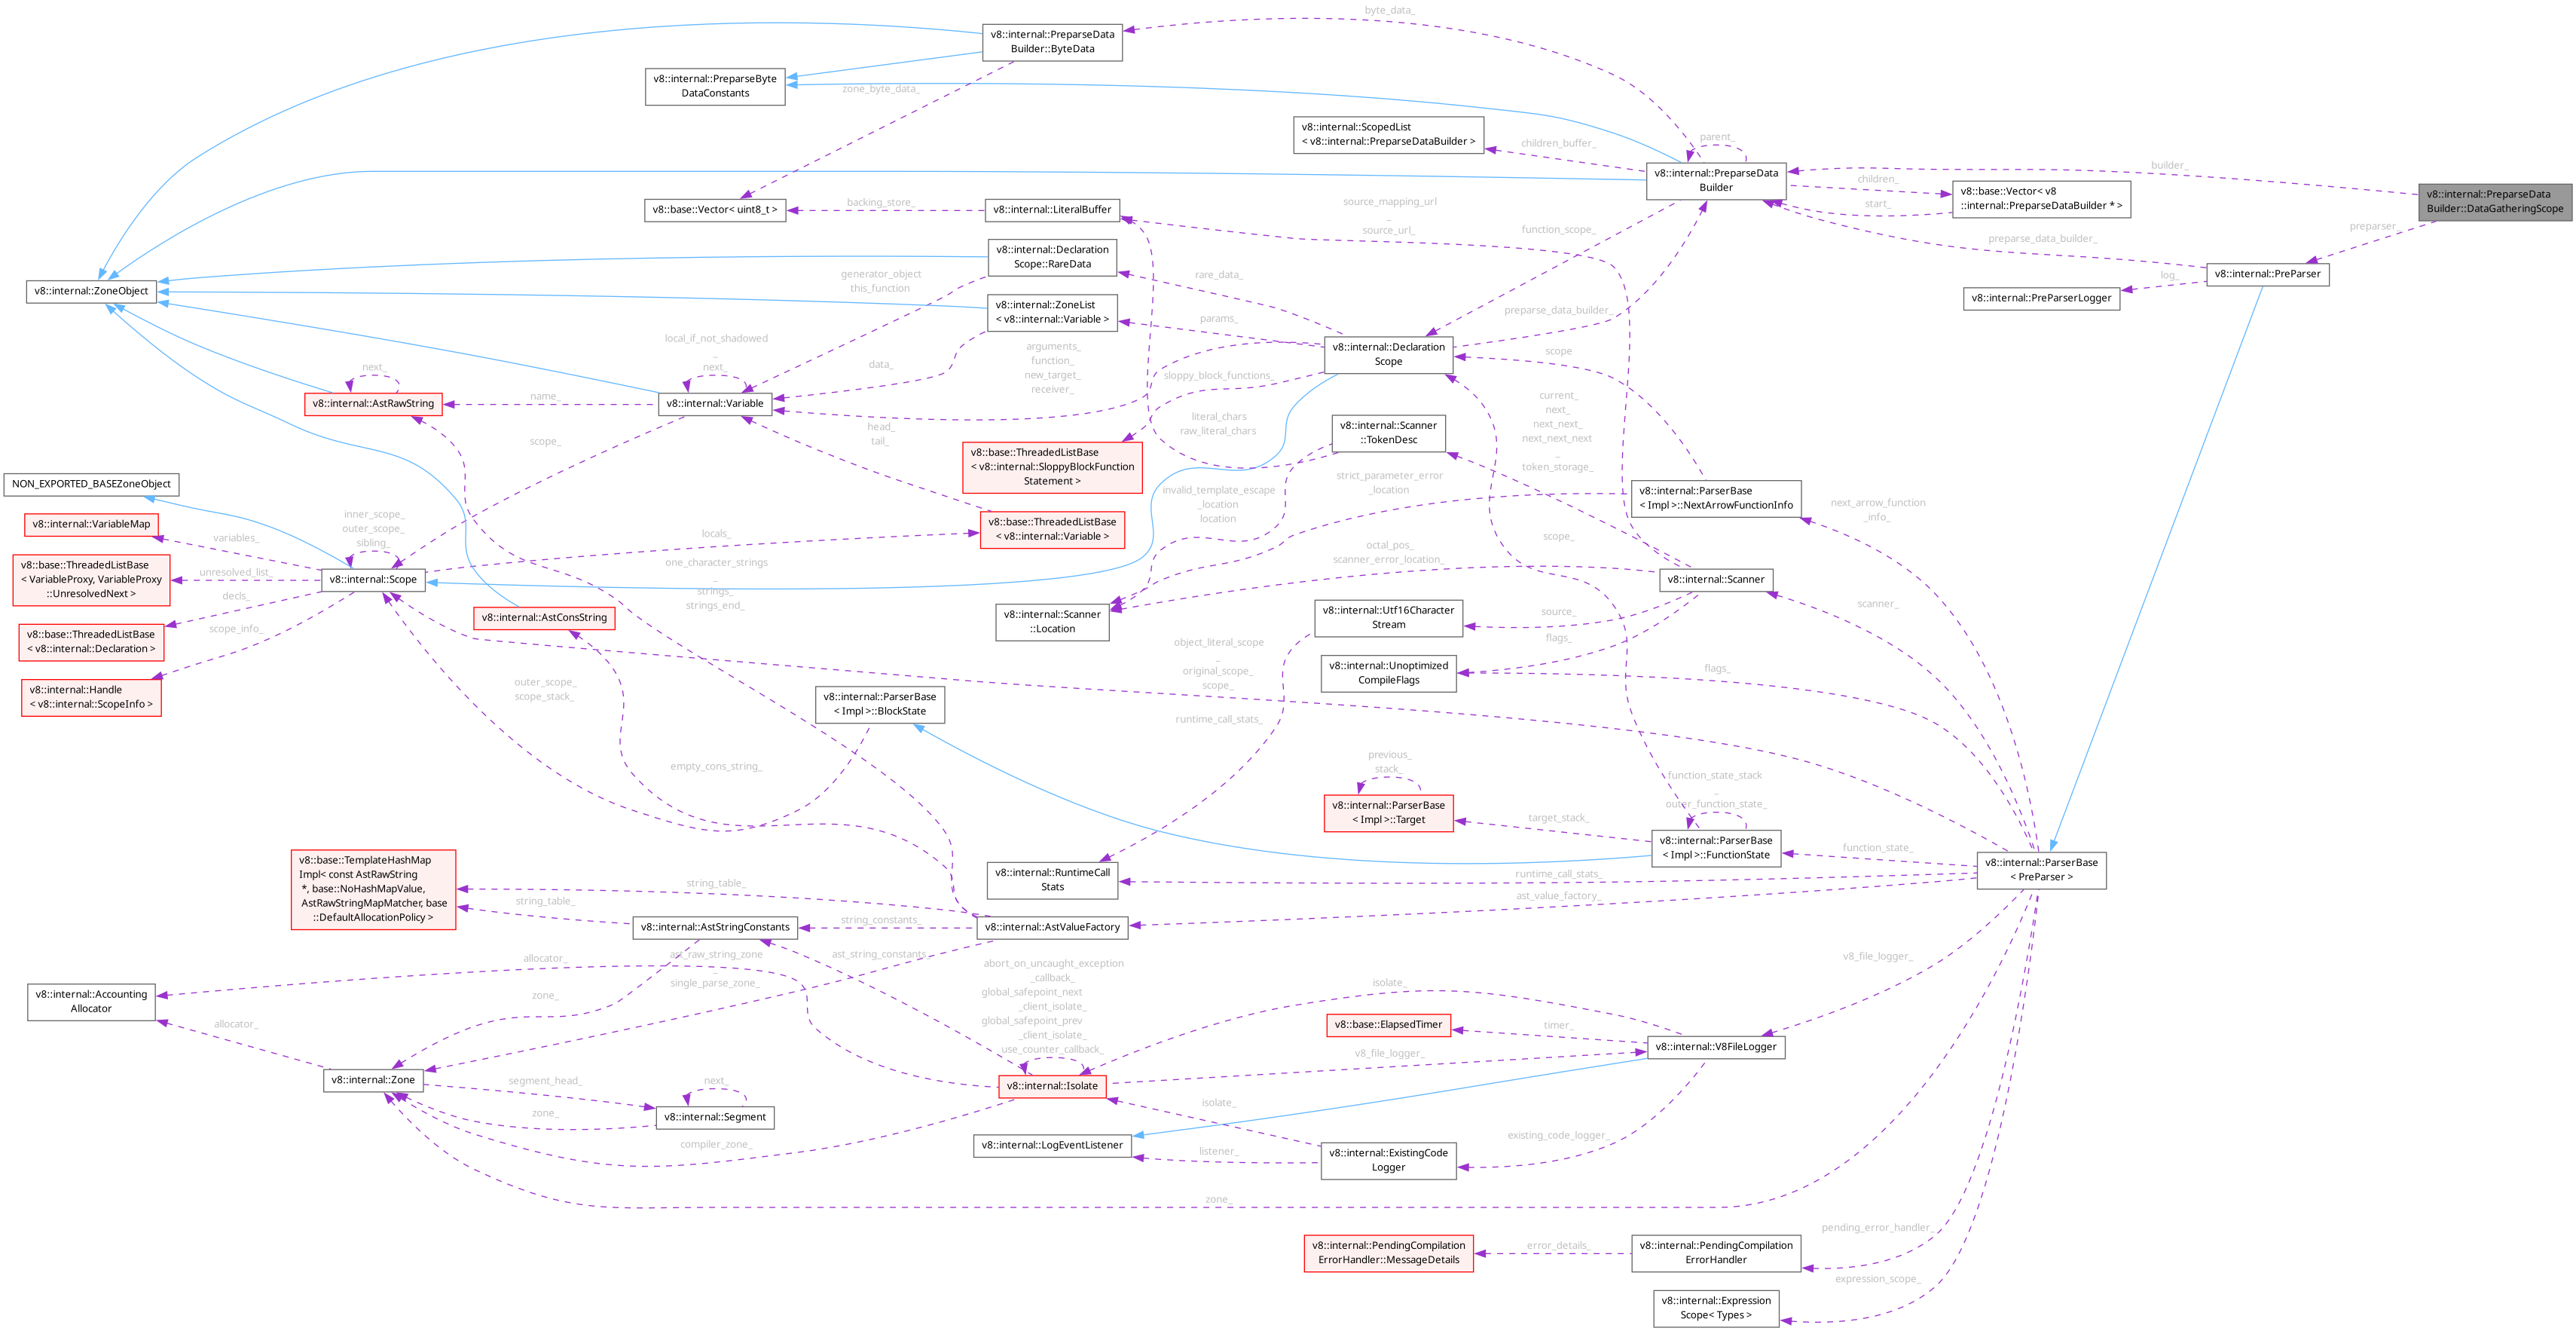 byte_data_
v8::internal::PreparseData
Builder::ByteData
v8::internal::PreparseByte
DataConstants
zone_byte_data_
v8::internal::ScopedList
< v8::internal::PreparseDataBuilder >
children_buffer_
parent_
v8::internal::PreparseData
Builder
builder_
children_
v8::base::Vector< v8
::internal::PreparseDataBuilder * >
start_
v8::internal::PreparseData
Builder::DataGatheringScope
preparser_
v8::base::Vector< uint8_t >
backing_store_
v8::internal::LiteralBuffer
source_mapping_url
_
source_url_
function_scope_
preparse_data_builder_
v8::internal::PreParser
log_
v8::internal::PreParserLogger
v8::internal::ZoneObject
v8::internal::Declaration
Scope::RareData
generator_object
this_function
rare_data_
v8::internal::ZoneList
< v8::internal::Variable >
params_
preparse_data_builder_
v8::internal::Declaration
Scope
scope
local_if_not_shadowed
_
next_
data_
arguments_
function_
new_target_
receiver_
sloppy_block_functions_
next_
v8::internal::AstRawString
name_
v8::internal::Variable
head_
tail_
literal_chars
raw_literal_chars
v8::internal::Scanner
::TokenDesc
current_
next_
next_next_
next_next_next
_
token_storage_
scope_
v8::base::ThreadedListBase
< v8::internal::SloppyBlockFunction
Statement >
NON_EXPORTED_BASEZoneObject
invalid_template_escape
_location
location
strict_parameter_error
_location
v8::internal::ParserBase
< Impl >::NextArrowFunctionInfo
next_arrow_function
_info_
v8::internal::VariableMap
variables_
inner_scope_
outer_scope_
sibling_
locals_
v8::base::ThreadedListBase
< v8::internal::Variable >
v8::base::ThreadedListBase
< VariableProxy, VariableProxy
::UnresolvedNext >
unresolved_list_
v8::internal::Scope
one_character_strings
_
strings_
strings_end_
octal_pos_
scanner_error_location_
scope_
v8::internal::Scanner
scanner_
decls_
v8::base::ThreadedListBase
< v8::internal::Declaration >
scope_info_
v8::internal::AstConsString
v8::internal::Scanner
::Location
v8::internal::Utf16Character
Stream
source_
flags_
object_literal_scope
_
original_scope_
scope_
v8::internal::Unoptimized
CompileFlags
flags_
v8::internal::Handle
< v8::internal::ScopeInfo >
outer_scope_
scope_stack_
v8::internal::ParserBase
< Impl >::BlockState
runtime_call_stats_
empty_cons_string_
previous_
stack_
v8::internal::ParserBase
< Impl >::Target
target_stack_
function_state_stack
_
outer_function_state_
v8::internal::ParserBase
< Impl >::FunctionState
function_state_
v8::internal::ParserBase
< PreParser >
v8::base::TemplateHashMap
Impl< const AstRawString
*, base::NoHashMapValue,
AstRawStringMapMatcher, base
::DefaultAllocationPolicy >
string_table_
string_table_
v8::internal::RuntimeCall
Stats
runtime_call_stats_
ast_value_factory_
v8::internal::AstStringConstants
string_constants_
v8::internal::AstValueFactory
allocator_
ast_raw_string_zone
_
single_parse_zone_
ast_string_constants_
abort_on_uncaught_exception
_callback_
global_safepoint_next
_client_isolate_
global_safepoint_prev
_client_isolate_
use_counter_callback_
isolate_
v8_file_logger_
v8::internal::Accounting
Allocator
zone_
allocator_
v8::base::ElapsedTimer
timer_
v8_file_logger_
v8::internal::V8FileLogger
v8::internal::Zone
segment_head_
next_
v8::internal::Segment
zone_
v8::internal::Isolate
isolate_
existing_code_logger_
compiler_zone_
v8::internal::LogEventListener
listener_
v8::internal::ExistingCode
Logger
zone_
pending_error_handler_
v8::internal::PendingCompilation
ErrorHandler::MessageDetails
error_details_
v8::internal::PendingCompilation
ErrorHandler
expression_scope_
v8::internal::Expression
Scope< Types >